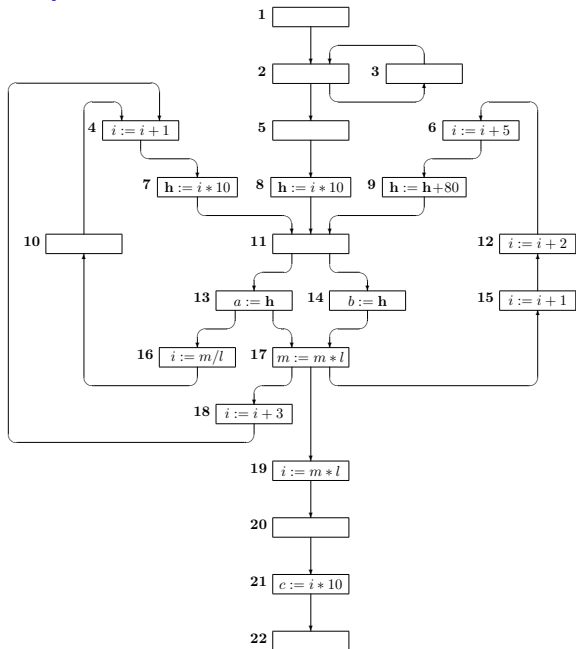 1
2
3
4 i := i + 1
5
6 i := i + 5
7 h := i * 10
8 h := i * 10
9 h := h+80
10
11
12 i := i + 2
13 a := h
14 b := h
15 i := i + 1
16 i := m/l
17 m := m * l
18 i := i + 3
19 i := m * l
20
21 c := i * 10
22